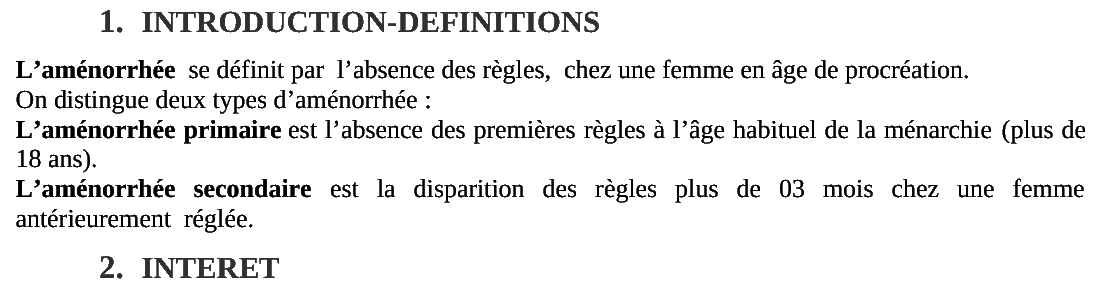 1. INTRODUCTION-DEFINITIONS
L’aménorrhée se définit par l’absence des règles, chez une femme en âge de procréation.
On distingue deux types d’aménorrhée :
L’aménorrhée primaire est l’absence des premières règles à l’âge habituel de la ménarchie (plus de
18 ans).
L’aménorrhée secondaire est la disparition des règles plus de 03 mois chez une femme
antérieurement réglée.
2. INTERET